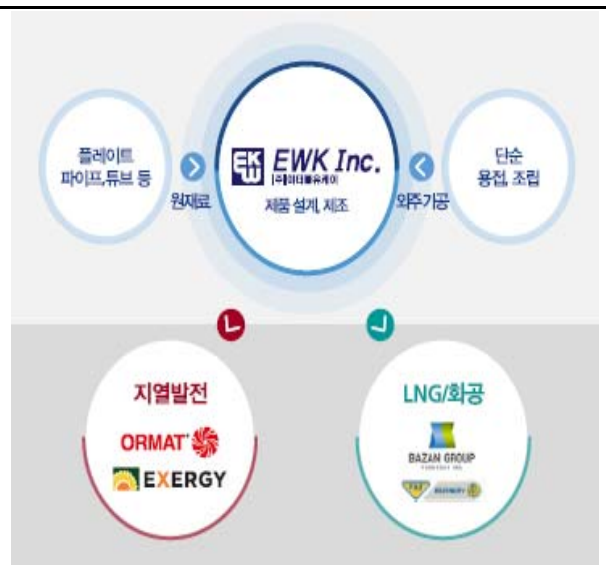 플레이트
파이프,튜브 등
원재료
EKW
EWK Inc.
(주)이더블유케이
제품 설계, 제조
외주가공
단순
용접, 조립
지열발전
ORMAT
EXERGY
LNG/화공
BAZAN GROUP
PAZ